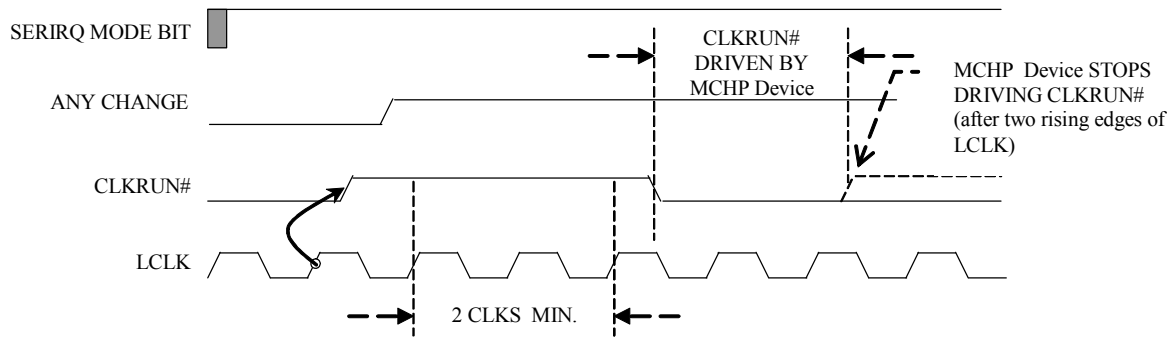 SERIRQ MODE BIT
CLKRUN#
DRIVEN BY
MCHP Device
MCHP Device STOPS
DRIVING CLKRUN#
(after two rising edges of
LCLK)
ANY CHANGE
CLKRUN#
LCLK
2 CLKS MIN.